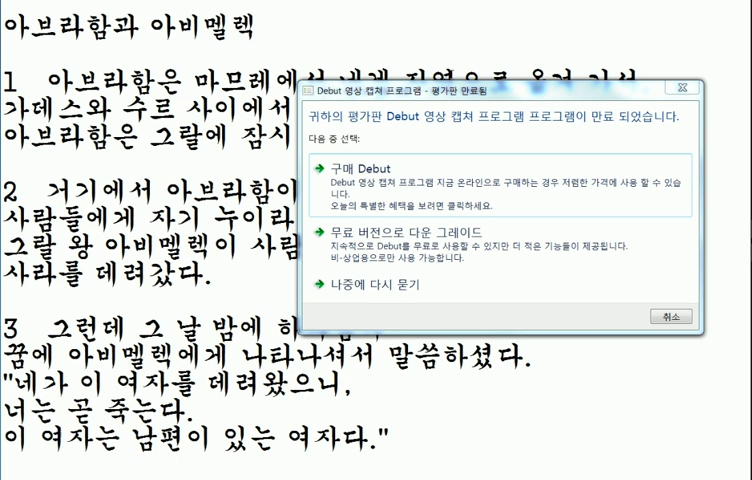 아브라함과 아비멜렉
1 아브라함은 마므레에서 네게
가데스와 수르 사이에서
아브라함은 그랄에 잠시
2 거기에서 아브라함이
사람들에게 자기 누이라
그랄 왕 아비멜렉이 사람
사라를 데려갔다.
3 그런데 그 날 밤에 하
꿈에 아비멜렉에게 나타나셔서 말씀하셨다.
"네가 이 여자를 데려왔으니,
너는 곧 죽는다.
이 여자는 남편이 있는 여자다."
Debut 영상 캡쳐 프로그램 - 평가판 만료됨
귀하의 평가판 Debut 영상 캡쳐 프로그램 프로그램이 만료 되었습니다.
다음 중 선택:
구매 Debut
Debut 영상 캡쳐 프로그램 지금 온라인으로 구매하는 경우 저렴한 가격에 사용 할 수 있습
니다.
오늘의 특별한 혜택을 보려면 클릭하세요.
무료 버전으로 다운 그레이드
지속적으로 Debut를 무료로 사용할 수 있지만 더 적은 기능들이 제공됩니다.
비-상업용으로만 사용 가능합니다.
나중에 다시 묻기
취소